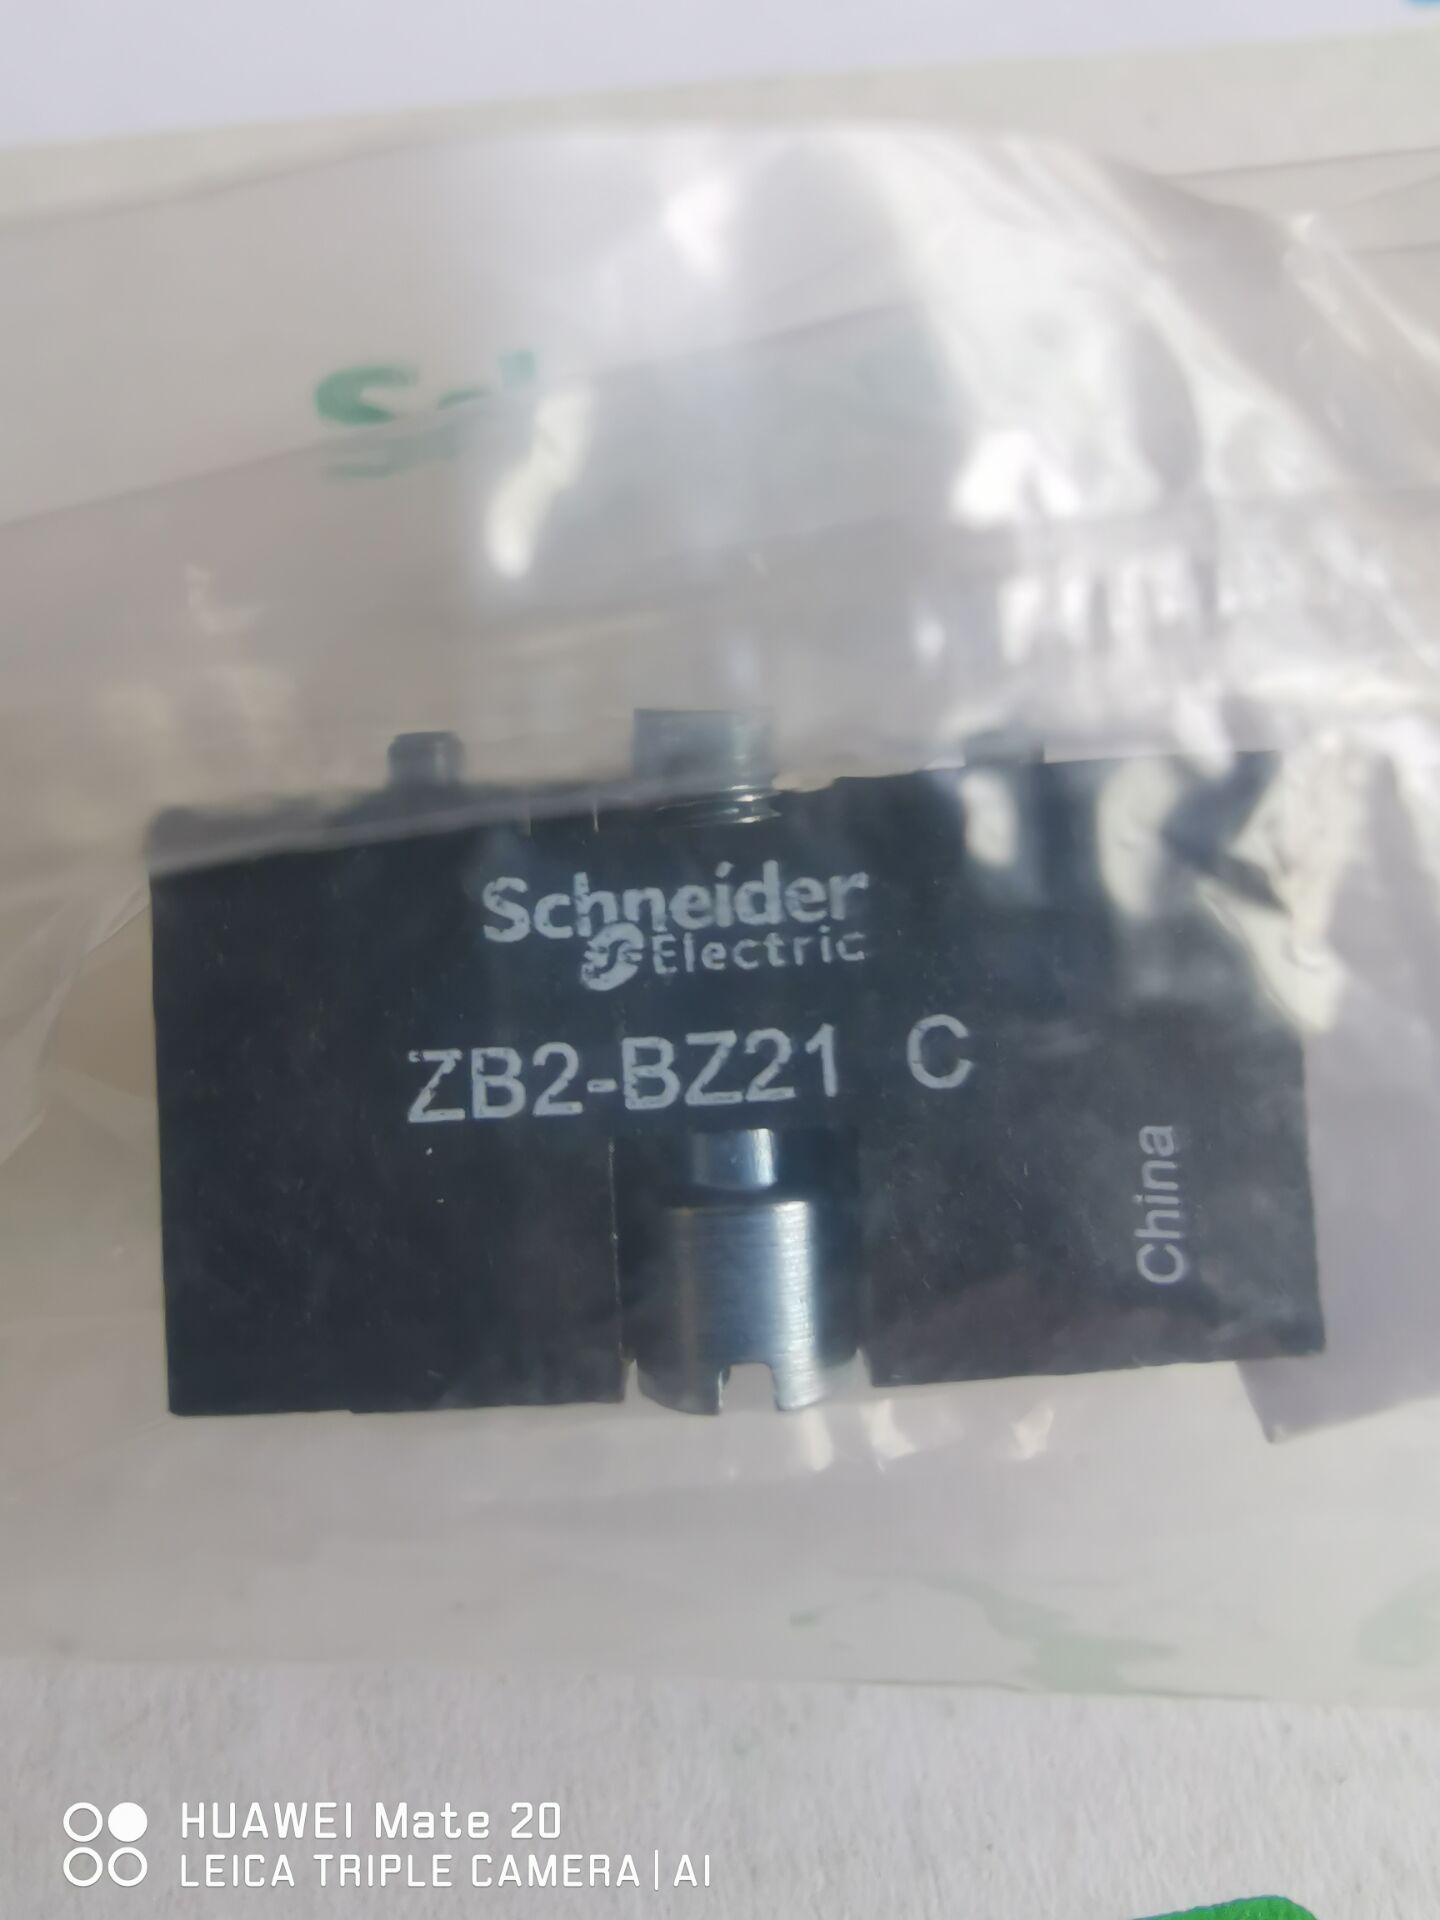 Schneider
Electric
ZB2-BZ21 C
China
HUAWEI Mate 20
LEICA TRIPLE CAMERA | AI